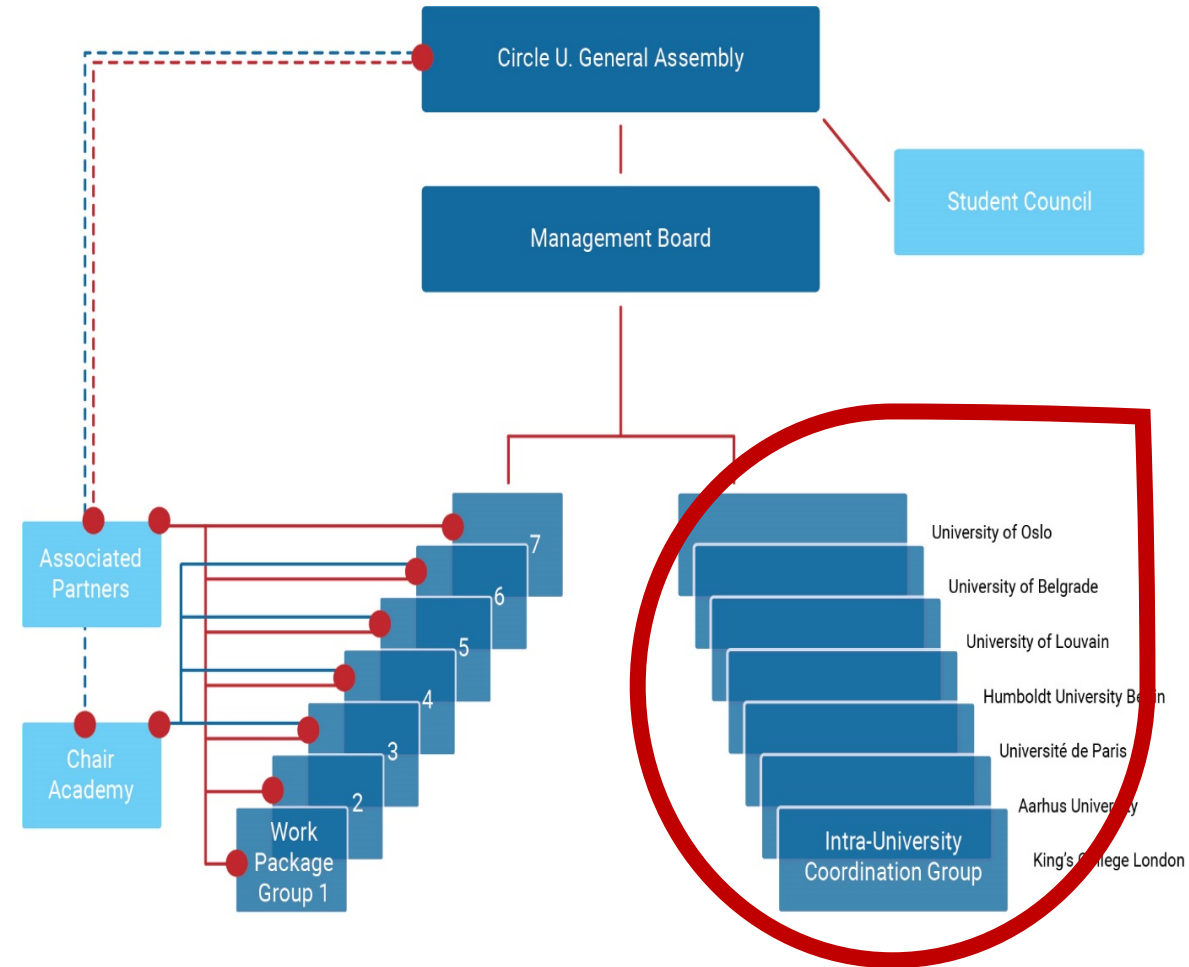 Circle U. General Assembly
Student Council
Management Board
Associated
Partners
Chair
Academy
7
6
5
4
3
2
Work
Package
Group 1
University of Oslo
University of Belgrade
University of Louvain
Humboldt University
Université de Paris
Aarhus University
King's College London
Intra-University
Coordination Group